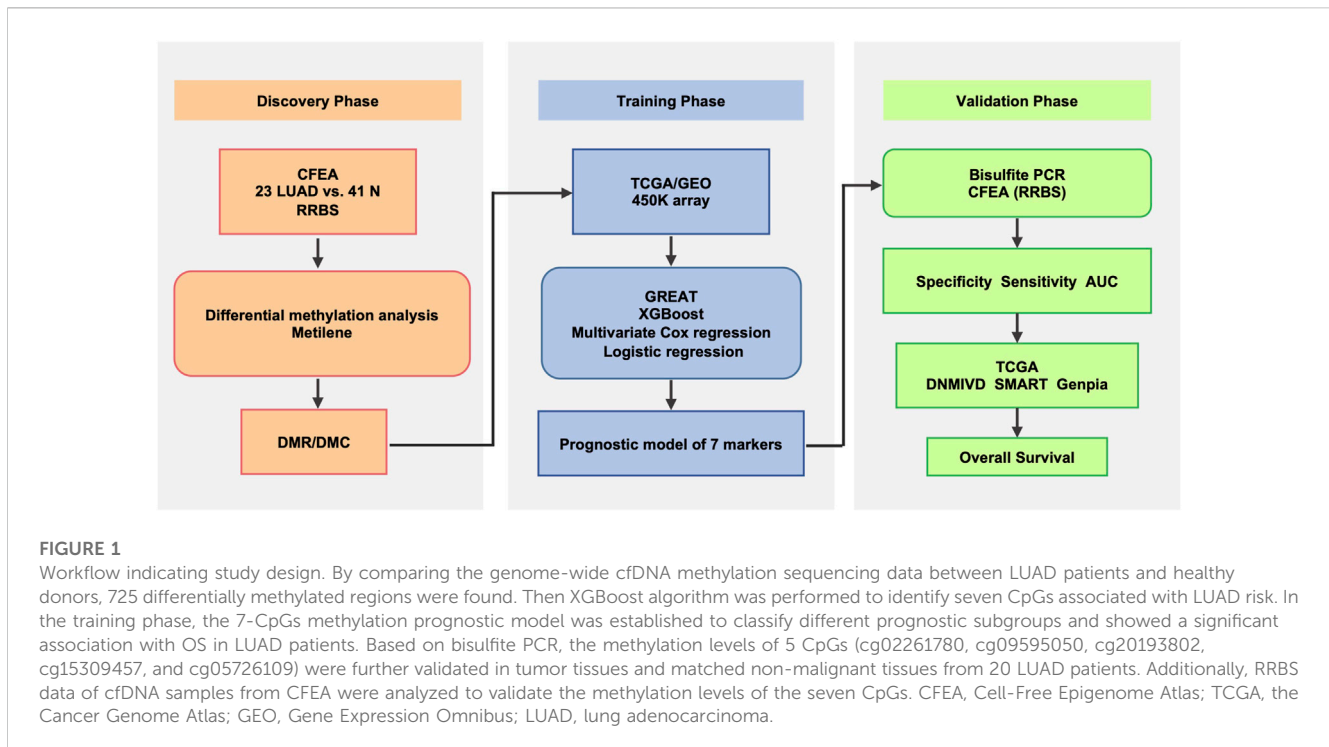 Discovery Phase
CFEA
23 LUAD vs. 41 N
RRBS
Differential methylation analysis
Metilene
DMR/DMC
Training Phase
TCGA/GEO
450K array
GREAT
XGBoost
Multivariate Cox regression
Logistic regression
Prognostic model of 7 markers
Validation Phase
Bisulfite PCR
CFEA (RRBS)
Specificity Sensitivity AUC
TCGA
DNMIVD SMART Genpia
Overall Survival
FIGURE 1
Workflow indicating study design. By comparing the genome-wide cfDNA methylation sequencing data between LUAD patients and healthy
donors, 725 differentially methylated regions were found. Then XGBoost algorithm was performed to identify seven CpGs associated with LUAD risk. In
the training phase, the 7-CpGs methylation prognostic model was established to classify different prognostic subgroups and showed a significant
association with OS in LUAD patients. Based on bisulfite PCR, the methylation levels of 5 CpGs (cg02261780, cg09595050, cg20193802,
cg15309457, and cg05726109) were further validated in tumor tissues and matched non-malignant tissues from 20 LUAD patients. Additionally, RRBS
data of cfDNA samples from CFEA were analyzed to validate the methylation levels of the seven CpGs. CFEA, Cell-Free Epigenome Atlas; TCGA, the
Cancer Genome Atlas; GEO, Gene Expression Omnibus; LUAD, lung adenocarcinoma.